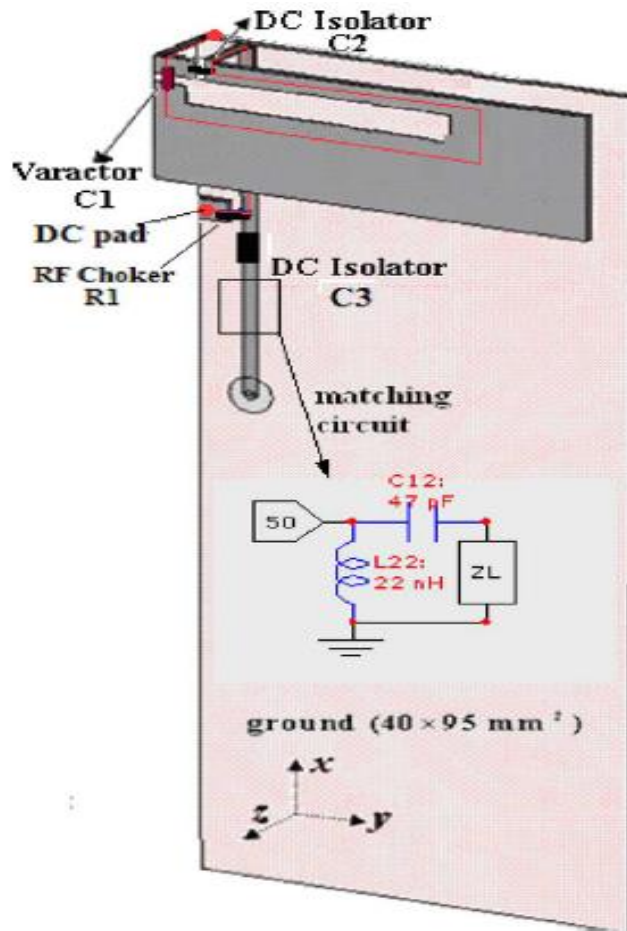 DC Isolator
C2
Varactor
C1
DC pad
RF Choker
R1
DC Isolator
C3
matching
circuit
C12:
47 pF
50
L22:
22 nH
ZL
ground (40 × 95 mm²)
x
z
y